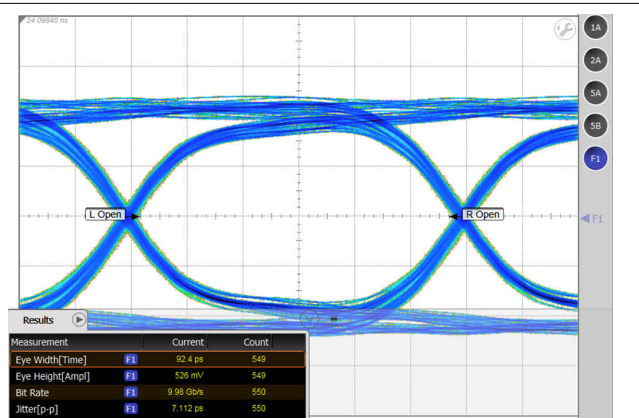 24.09840 ns
1A
2A
5A
5B
F1
L Open
R Open
F1
Results
Measurement Current Count
Eye Width[Time] F1 92.4 ps 549
Eye Height[Ampl] F1 526 mV 549
Bit Rate F1 9.98 Gb/s 550
Jitter[p-p] F1 7.112 ps 550